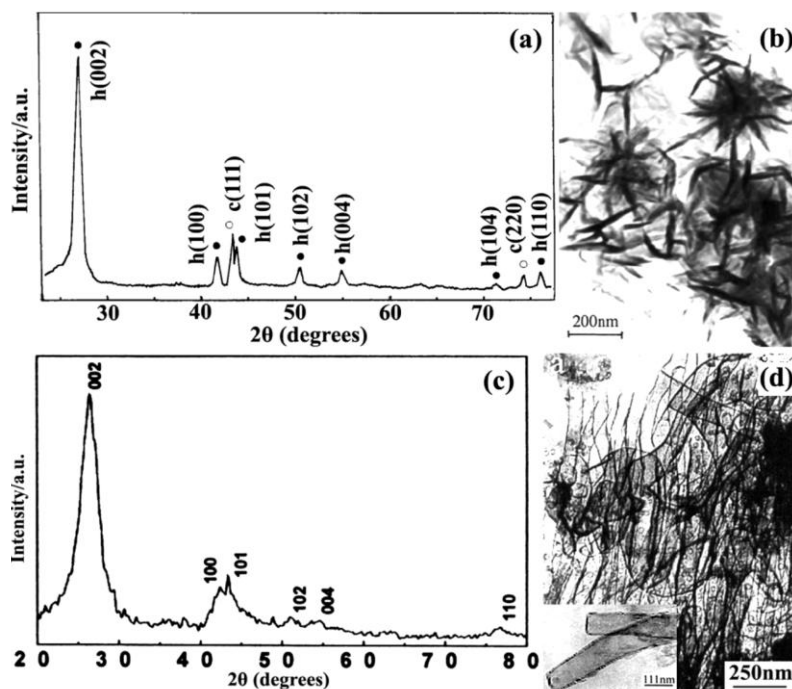 (a)
h(002)
h(100)
c(111)
h(101)
h(102)
h(004)
h(104)
c(220)
h(110)
Intensity/a.u.
30 40 50 60 70
2θ (degrees)
(b)
200nm
(c)
002
100
101
102
004
110
Intensity/a.u.
2 0 3 0 4 0 5 0 6 0 7 0 8 0
2θ (degrees)
(d)
111nm
250nm